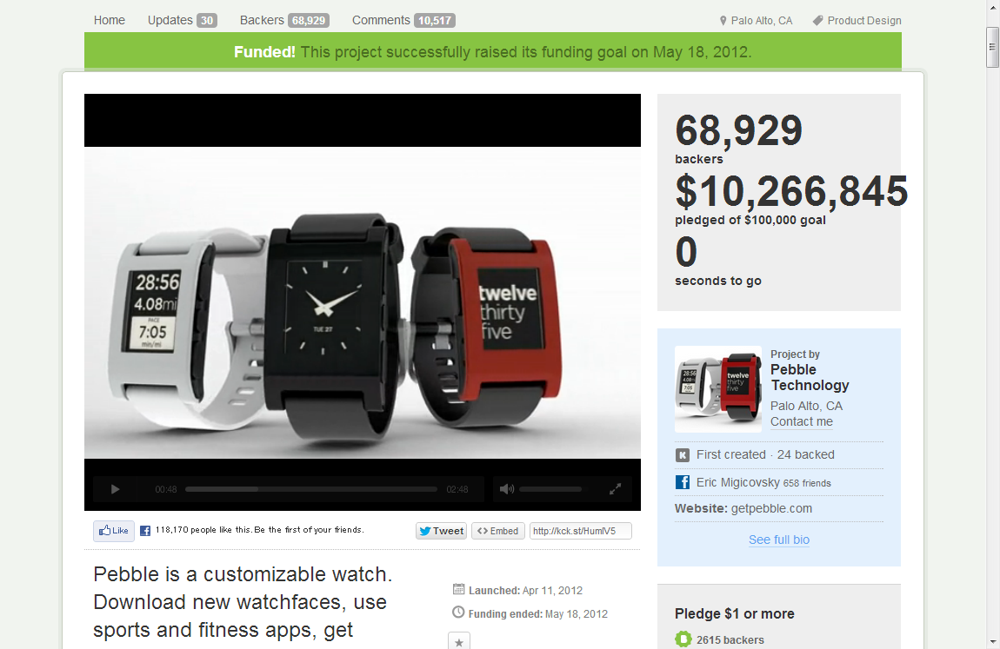 Home Updates 30 Backers 68,929 Comments 10,517 Palo Alto, CA Product Design
Funded! This project successfully raised its funding goal on May 18, 2012.
28:56
4.08mi
PACE
7:05
min/mi
TUE 27
twelve
thirty
five
00:48 02:48
68,929
backers
$10,266,845
pledged of $100,000 goal
0
seconds to go
28:56
4.08mi
7:05
twelve
thirty
five
Project by
Pebble
Technology
Palo Alto, CA
Contact me
K First created · 24 backed
f Eric Migicovsky 658 friends
Website: getpebble.com
See full bio
Like f 118,170 people like this. Be the first of your friends.
Tweet <> Embed http://kck.st/HumIV5
Pebble is a customizable watch.
Download new watchfaces, use
sports and fitness apps, get
Launched: Apr 11, 2012
Funding ended: May 18, 2012
Pledge $1 or more
2615 backers